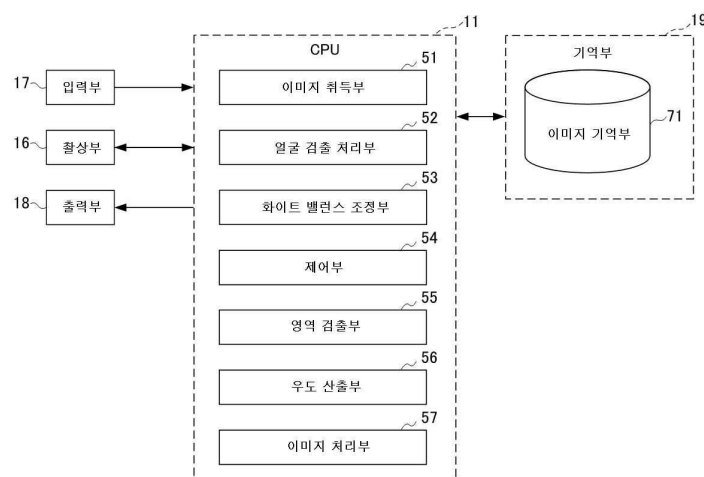 11
19
CPU
기억부
51
17 입력부
이미지 취득부
52
이미지 기억부 71
16 촬상부
얼굴 검출 처리부
53
18 출력부
화이트 밸런스 조정부
54
제어부
55
영역 검출부
56
우도 산출부
57
이미지 처리부